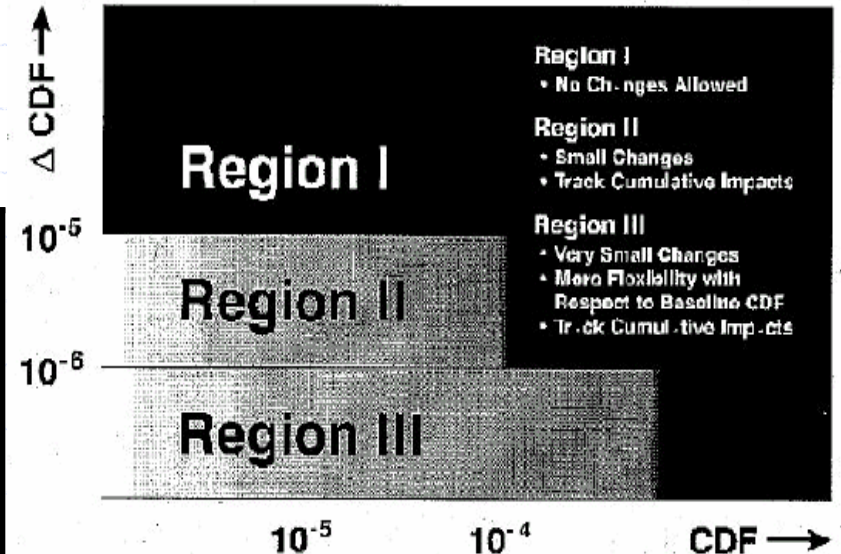 Δ CDF →
Region I
• No Ch-nges Allowed
Region II
• Small Changes
• Track Cumulative Impacts
Region III
• Very Small Changes
• More Flexibility with
Respect to Baseline CDF
• Tr-ck Cumul-tive Imp-cts
Region I
10⁻⁵
Region II
10⁻⁶
Region III
10⁻⁵
10⁻⁴
CDF →